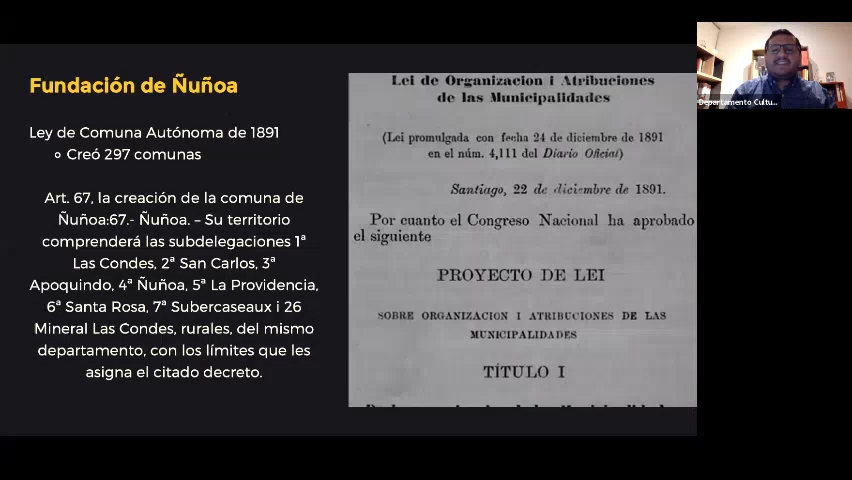 Fundación de Ñuñoa
Ley de Comuna Autónoma de 1891
Creó 297 comunas
Art. 67, la creación de la comuna de
Ñuñoa:67.- Ñuñoa. – Su territorio
comprenderá las subdelegaciones 1ª
Las Condes, 2ª San Carlos, 3ª
Apoquindo, 4ª Ñuñoa, 5ª La Providencia,
6ª Santa Rosa, 7ª Subercaseaux i 26
Mineral Las Condes, rurales, del mismo
departamento, con los límites que les
asigna el citado decreto.
Lei de Organizacion i Atribuciones
de las Municipalidades
(Lei promulgada con fecha 24 de diciembre de 1891
en el núm. 4,111 del Diario Oficial)
Santiago, 22 de diciembre de 1891.
Por cuanto el Congreso Nacional ha aprobado
el siguiente
PROYECTO DE LEI
SOBRE ORGANIZACION I ATRIBUCIONES DE LAS
MUNICIPALIDADES
TÍTULO I
Departamento Cultu...